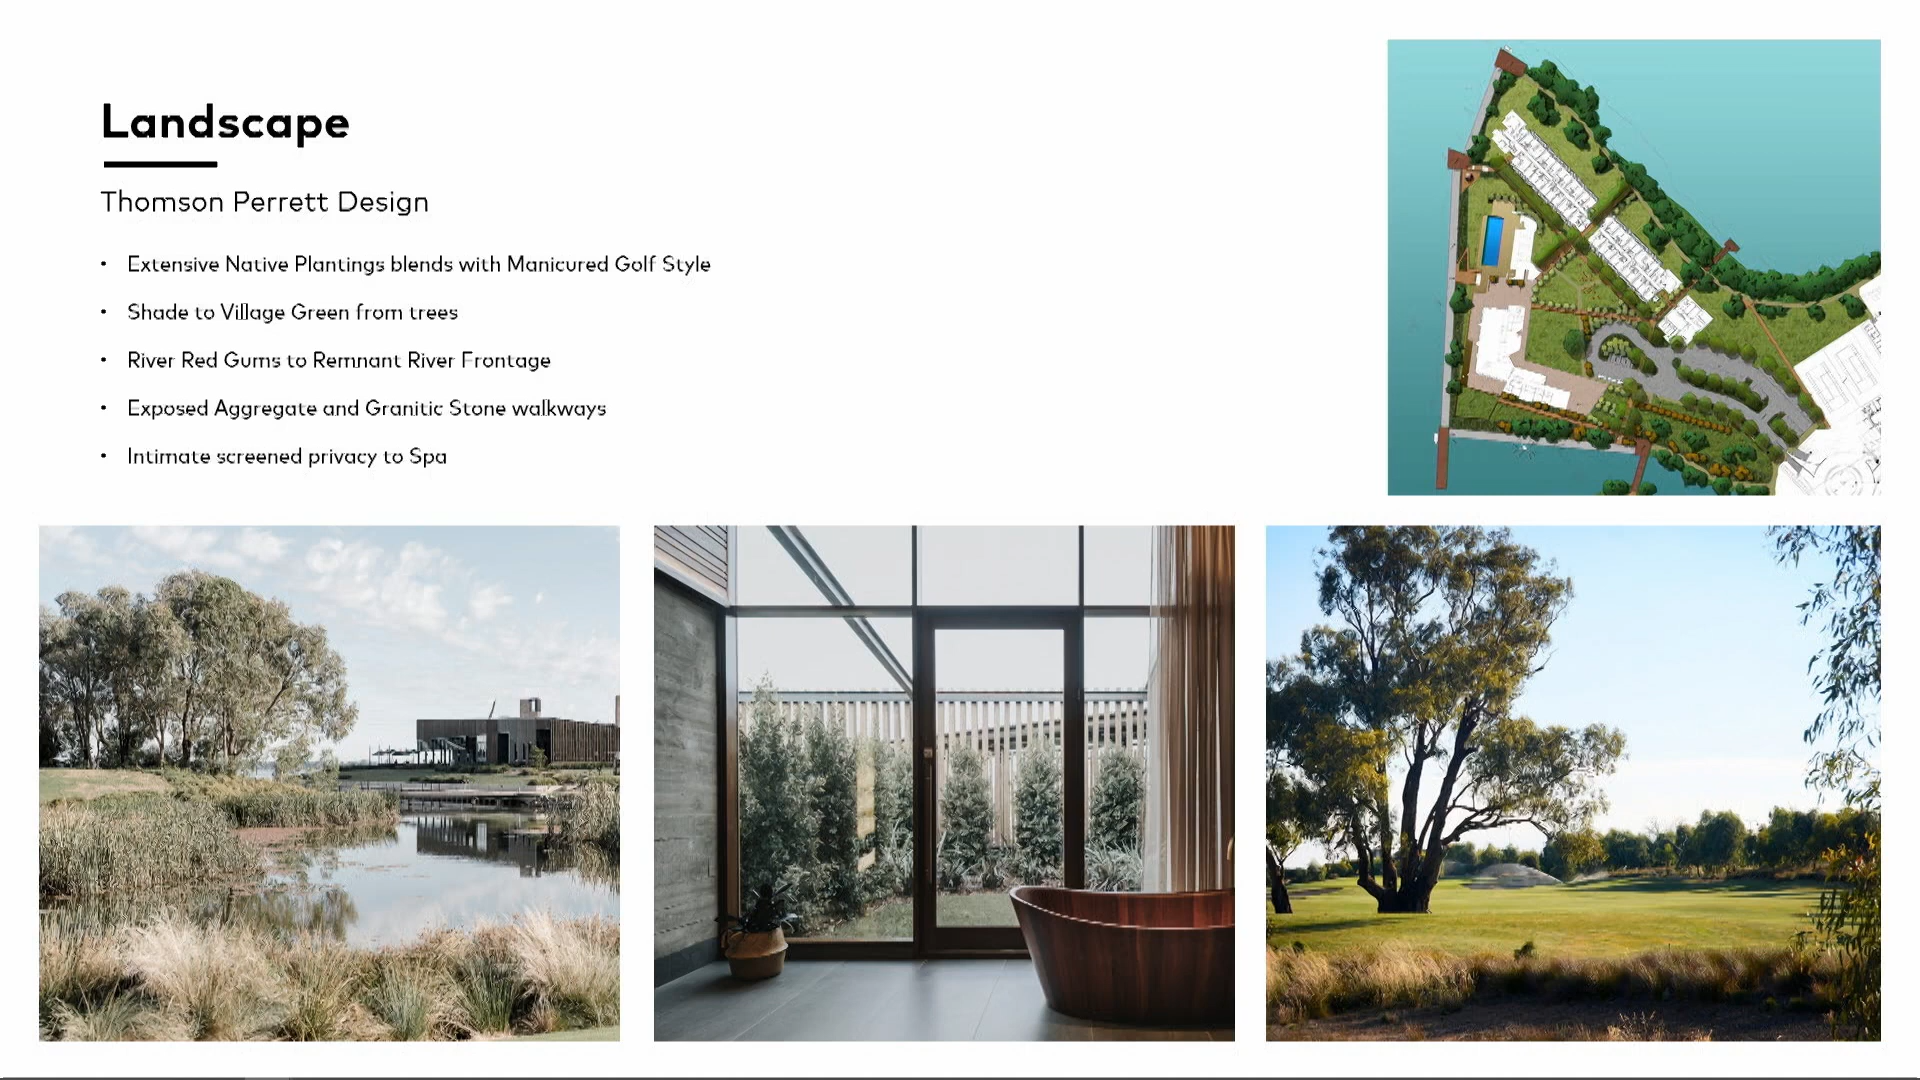 Landscape
Thomson Perrett Design
• Extensive Native Plantings blends with Manicured Golf Style
• Shade to Village Green from trees
• River Red Gums to Remnant River Frontage
• Exposed Aggregate and Granitic Stone walkways
• Intimate screened privacy to Spa